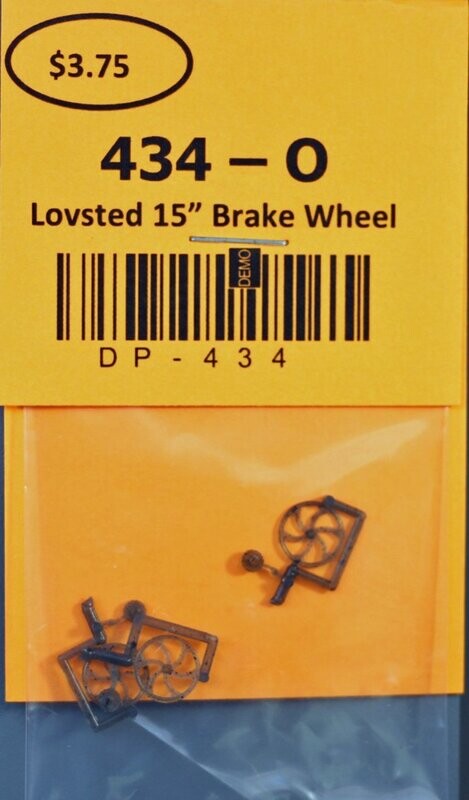 $3.75
434 – O
Lovsted 15” Brake Wheel
DEMO
DP-434